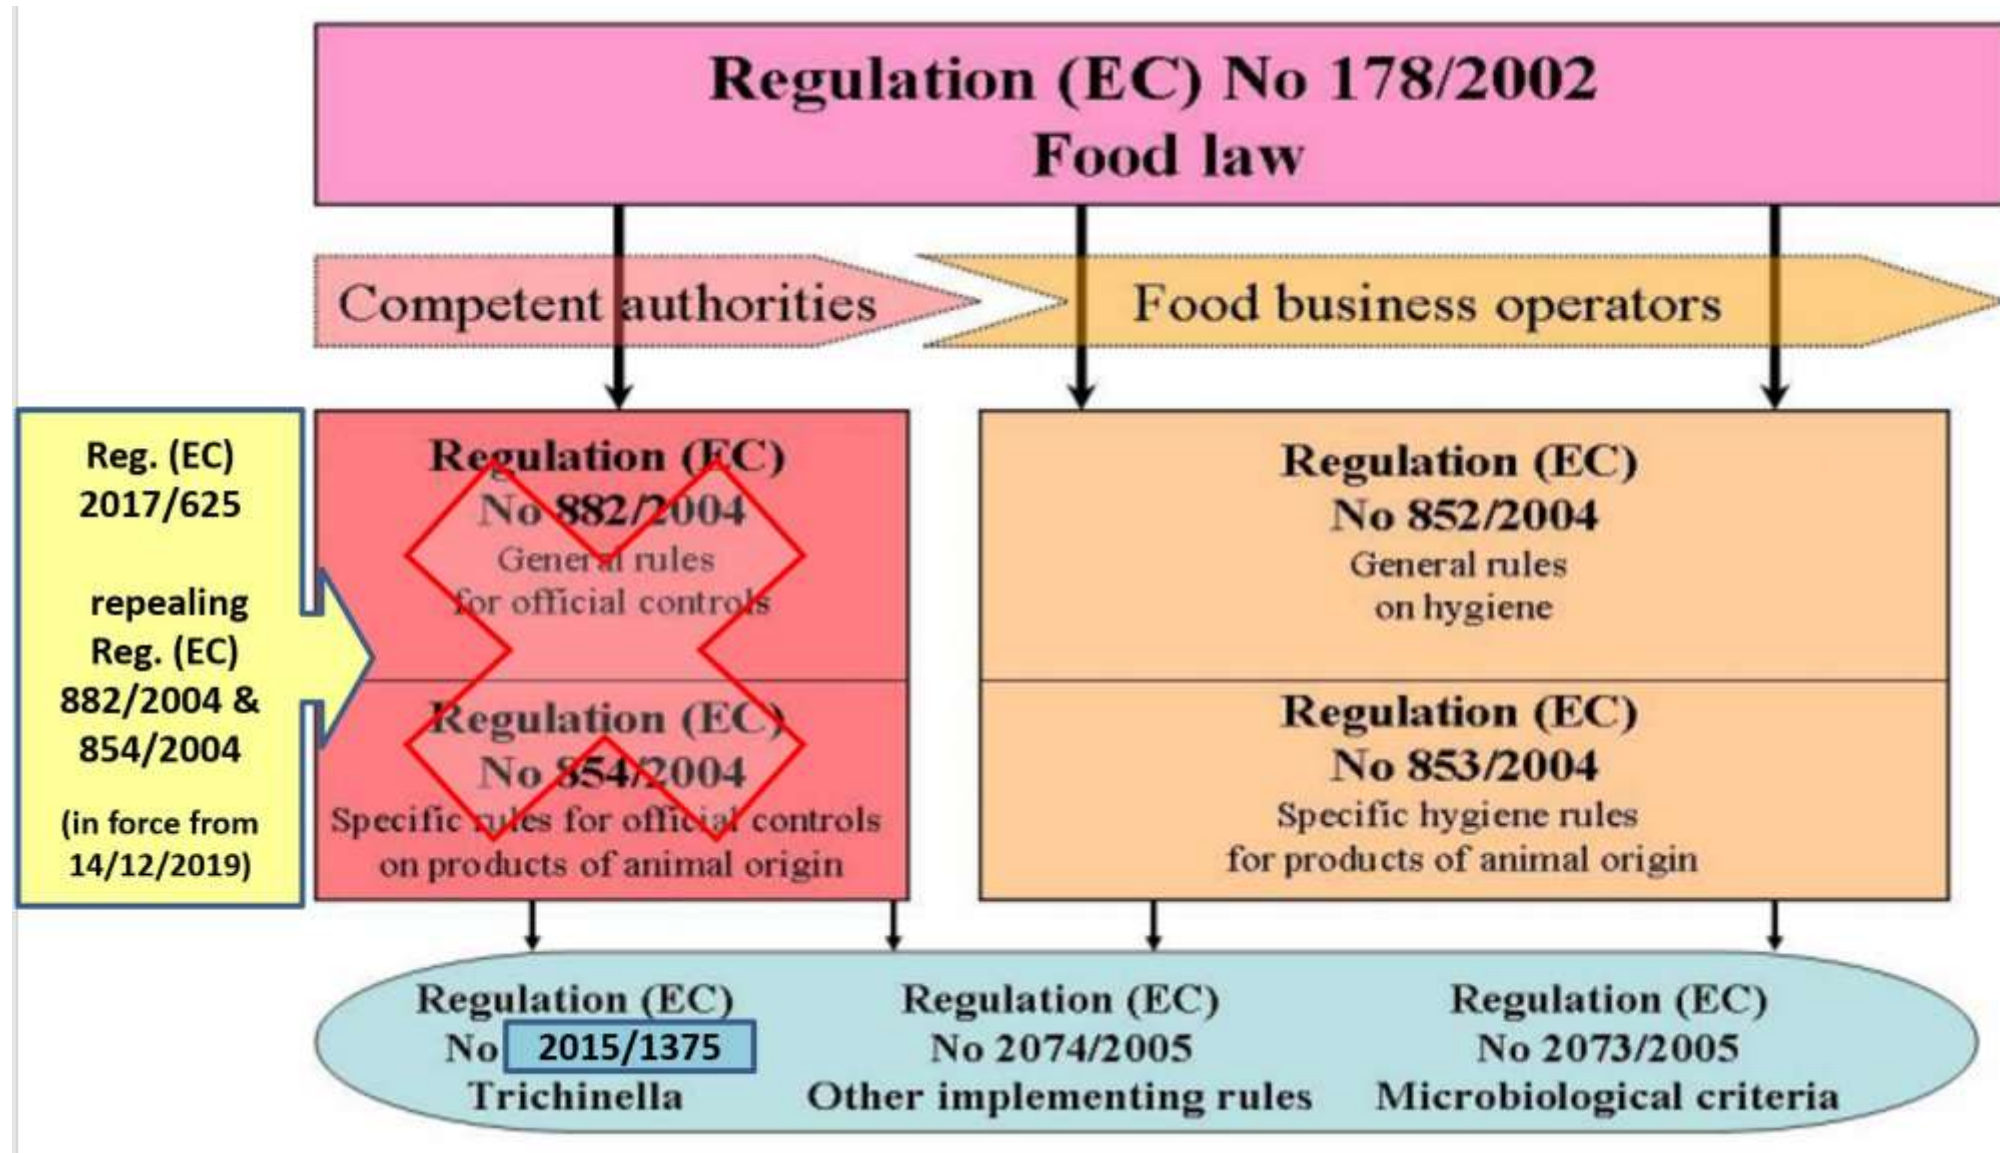 Regulation (EC) No 178/2002
Food law
Competent authorities
Food business operators
Reg. (EC)
2017/625
repealing
Reg. (EC)
882/2004 &
854/2004
(in force from
14/12/2019)
Regulation (EC)
No 882/2004
General rules
for official controls
Regulation (EC)
No 854/2004
Specific rules for official controls
on products of animal origin
Regulation (EC)
No 852/2004
General rules
on hygiene
Regulation (EC)
No 853/2004
Specific hygiene rules
for products of animal origin
Regulation (EC)
No 2015/1375
Trichinella
Regulation (EC)
No 2074/2005
Other implementing rules
Regulation (EC)
No 2073/2005
Microbiological criteria